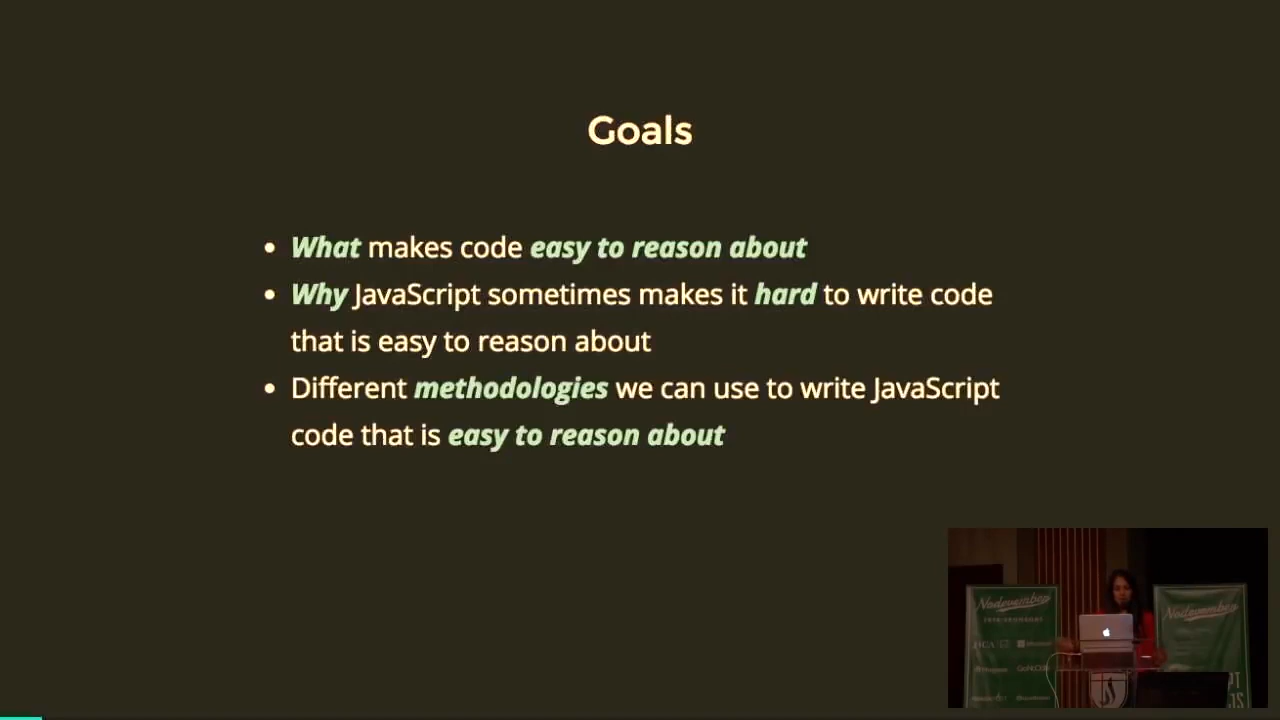 Goals
• What makes code easy to reason about
• Why JavaScript sometimes makes it hard to write code
that is easy to reason about
• Different methodologies we can use to write JavaScript
code that is easy to reason about
Nodevember
Nodevember